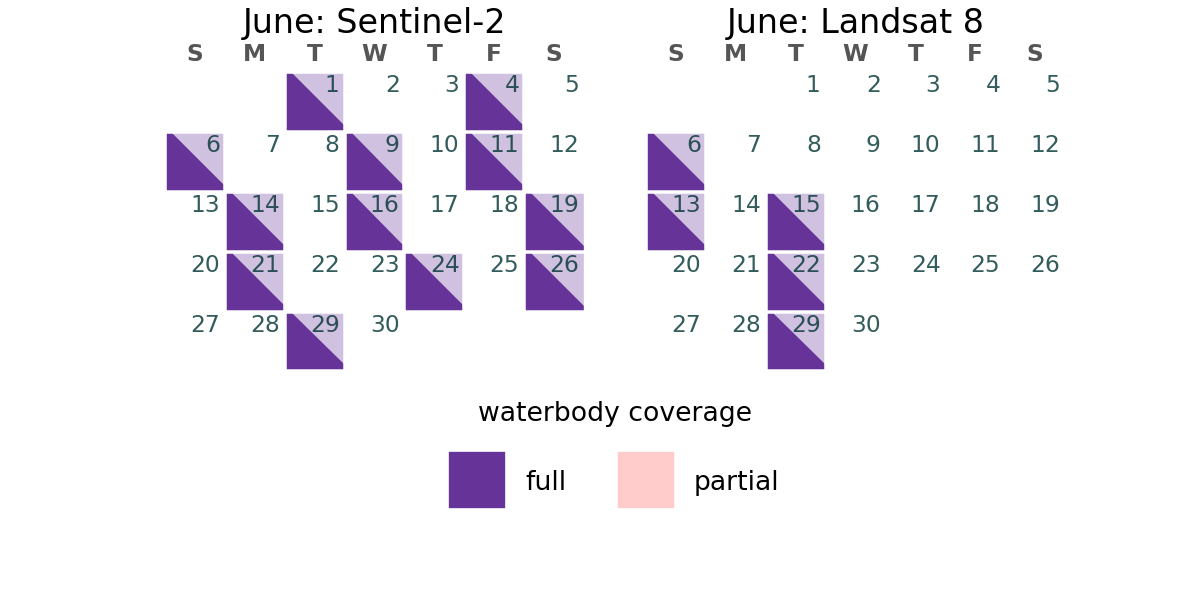 June: Sentinel-2
S M T W T F S
1 2 3 4 5
6 7 8 9 10 11 12
13 14 15 16 17 18 19
20 21 22 23 24 25 26
27 28 29 30
June: Landsat 8
S M T W T F S
1 2 3 4 5
6 7 8 9 10 11 12
13 14 15 16 17 18 19
20 21 22 23 24 25 26
27 28 29 30
waterbody coverage
full partial